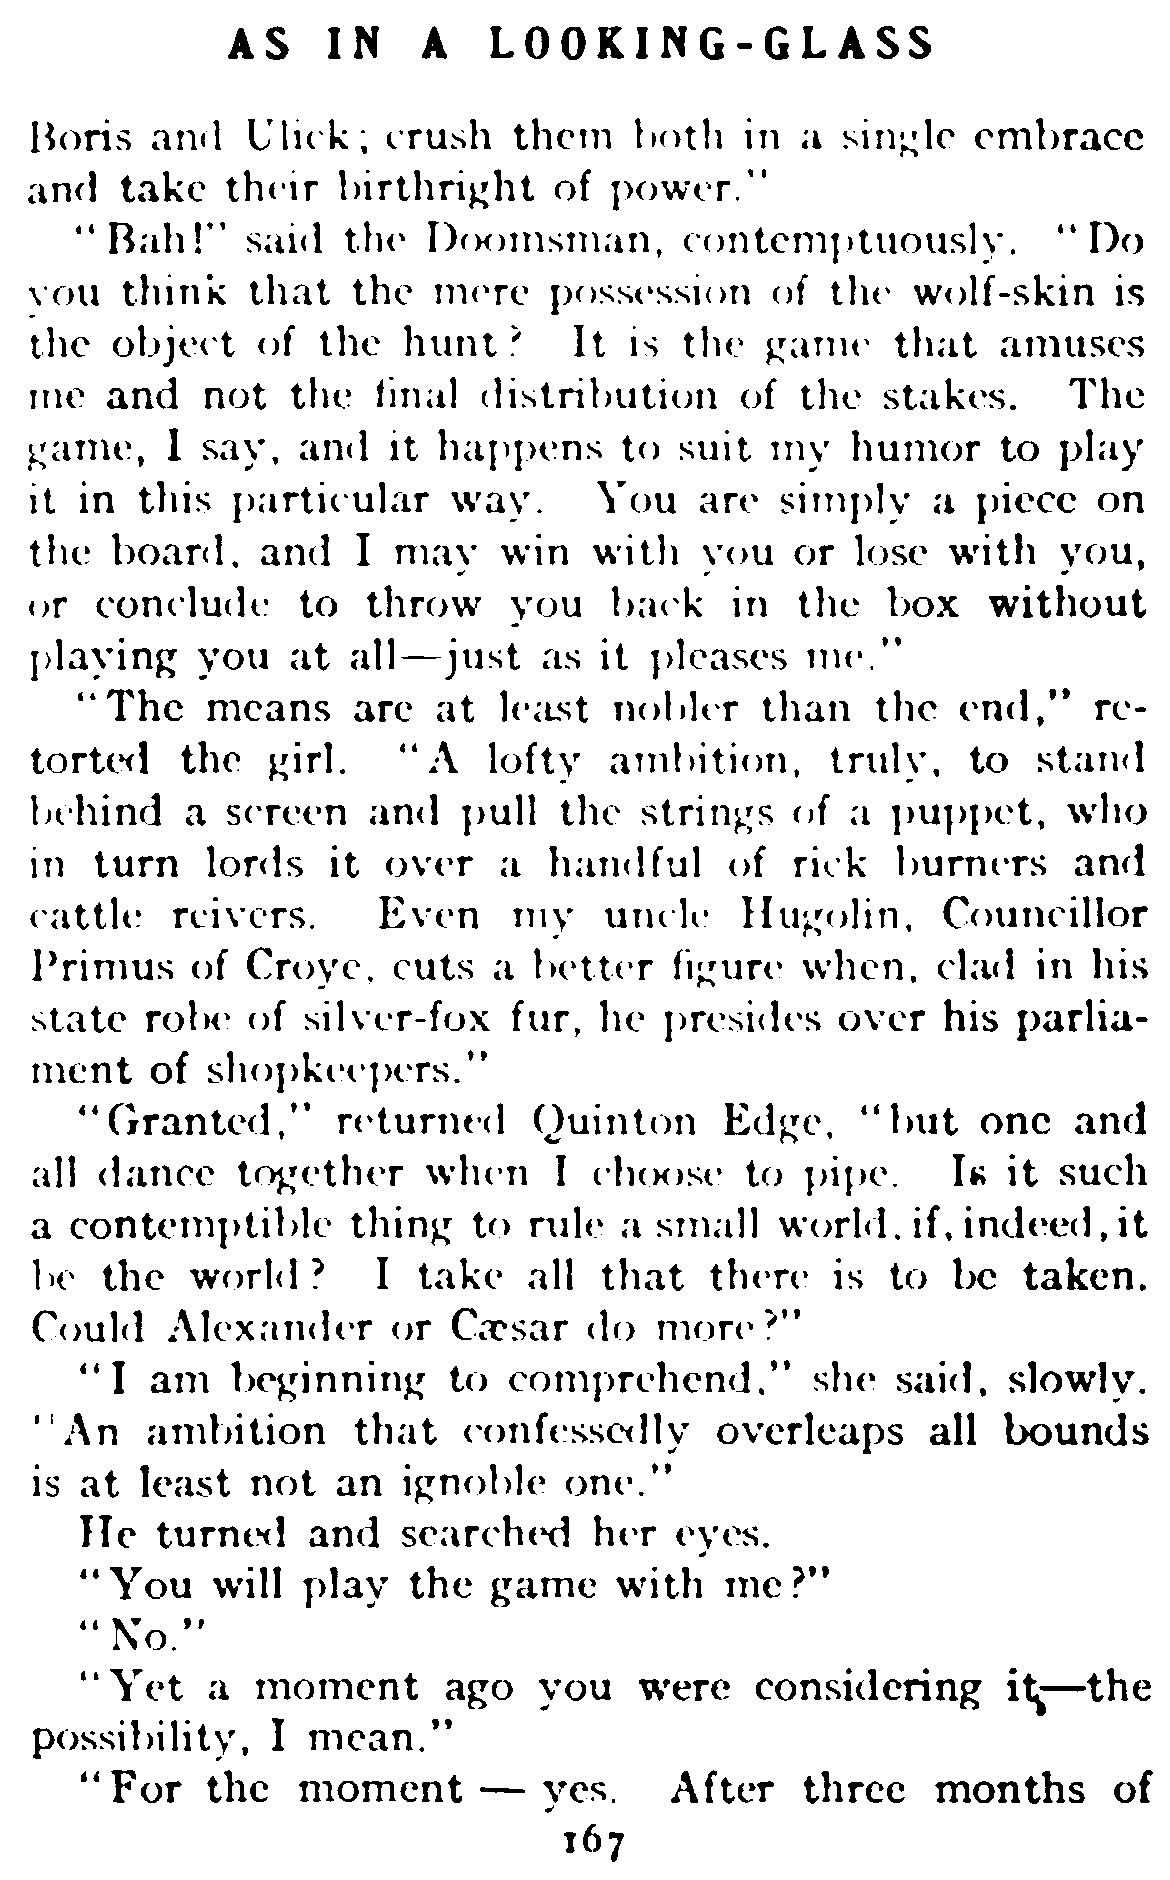 AS IN A LOOKING-GLASS
Boris and Ulick; crush them both in a single embrace
and take their birthright of power."
"Bah!" said the Doomsman, contemptuously. "Do
you think that the mere possession of the wolf-skin is
the object of the hunt? It is the game that amuses
me and not the final distribution of the stakes. The
game, I say, and it happens to suit my humor to play
it in this particular way. You are simply a piece on
the board, and I may win with you or lose with you,
or conclude to throw you back in the box without
playing you at all—just as it pleases me."
"The means are at least nobler than the end," re-
torted the girl. "A lofty ambition, truly, to stand
behind a screen and pull the strings of a puppet, who
in turn lords it over a handful of rick burners and
cattle reivers. Even my uncle Hugolin, Councillor
Primus of Croye, cuts a better figure when, clad in his
state robe of silver-fox fur, he presides over his parlia-
ment of shopkeepers."
"Granted," returned Quinton Edge, "but one and
all dance together when I choose to pipe. Is it such
a contemptible thing to rule a small world, if, indeed, it
be the world? I take all that there is to be taken.
Could Alexander or Cæsar do more?"
"I am beginning to comprehend," she said, slowly.
"An ambition that confessedly overleaps all bounds
is at least not an ignoble one."
He turned and searched her eyes.
"You will play the game with me?"
"No."
"Yet a moment ago you were considering it—the
possibility, I mean."
"For the moment — yes. After three months of
167